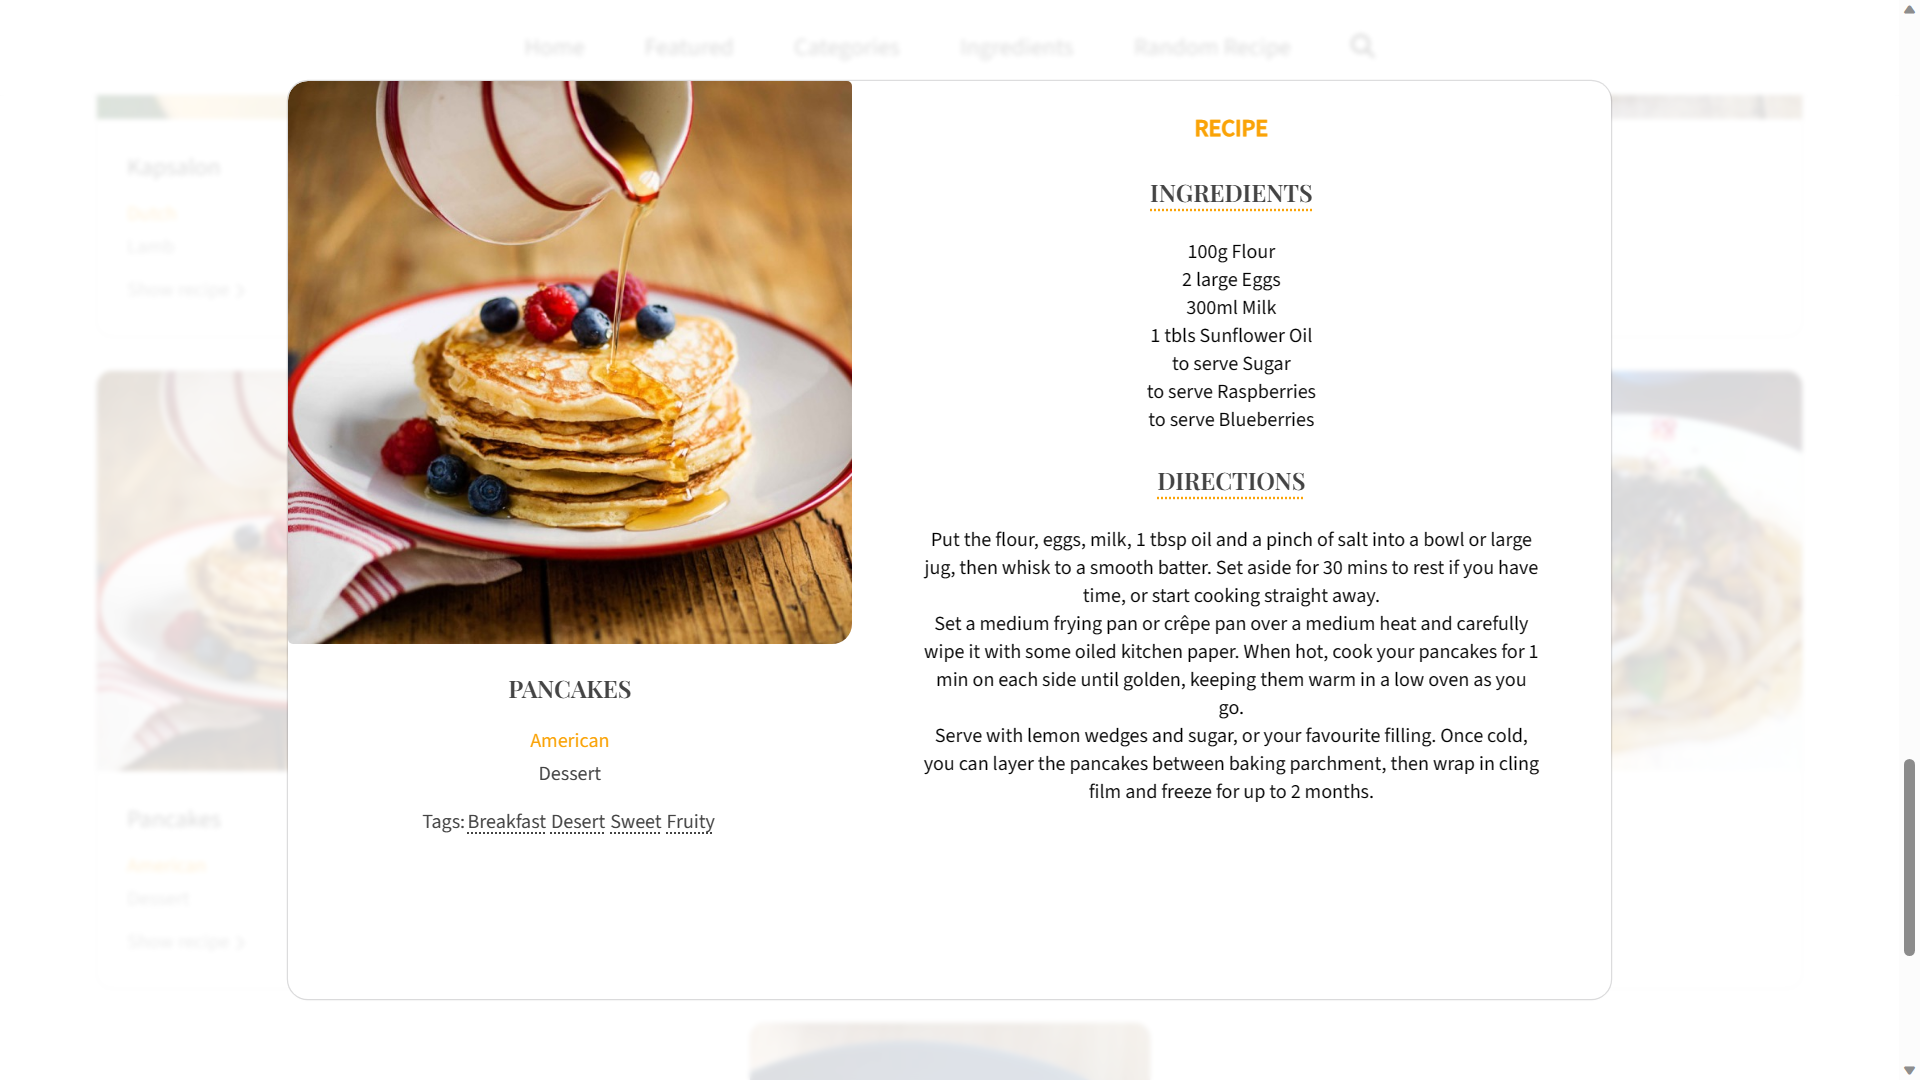 Home Featured Categories Ingredients Random Recipe
Kapsalon
Snack
Lamb
Show recipe
Pancakes
American
Dessert
Show recipe
PANCAKES
American
Dessert
Tags: Breakfast Desert Sweet Fruity
RECIPE
INGREDIENTS
100g Flour
2 large Eggs
300ml Milk
1 tbls Sunflower Oil
to serve Sugar
to serve Raspberries
to serve Blueberries
DIRECTIONS
Put the flour, eggs, milk, 1 tbsp oil and a pinch of salt into a bowl or large
jug, then whisk to a smooth batter. Set aside for 30 mins to rest if you have
time, or start cooking straight away.
Set a medium frying pan or crêpe pan over a medium heat and carefully
wipe it with some oiled kitchen paper. When hot, cook your pancakes for 1
min on each side until golden, keeping them warm in a low oven as you
go.
Serve with lemon wedges and sugar, or your favourite filling. Once cold,
you can layer the pancakes between baking parchment, then wrap in cling
film and freeze for up to 2 months.